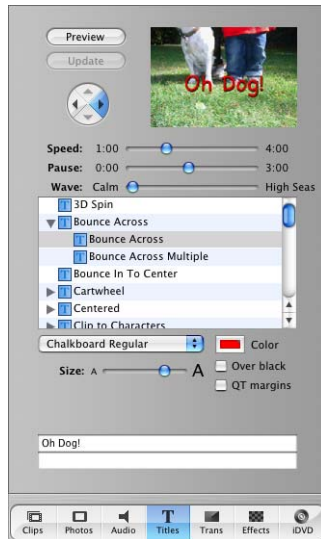 Preview
Update
Oh Dog!
Speed: 1:00 4:00
Pause: 0:00 3:00
Wave: Calm High Seas
T 3D Spin
T Bounce Across
T Bounce Across
T Bounce Across Multiple
T Bounce In To Center
T Cartwheel
T Centered
T Clip to Characters
Chalkboard Regular Color
Size: A A Over black
QT margins
Oh Dog!
T
Clips Photos Audio Titles Trans Effects iDVD